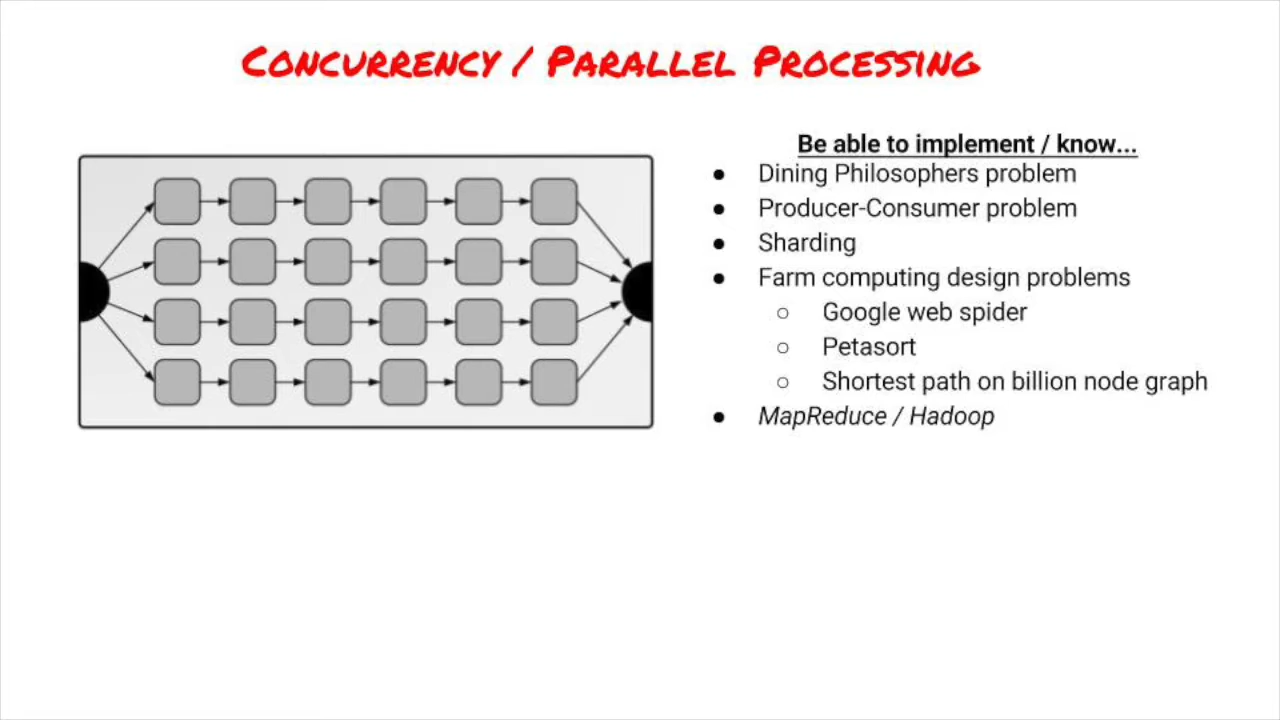 Concurrency / Parallel Processing
Be able to implement / know...
● Dining Philosophers problem
● Producer-Consumer problem
● Sharding
● Farm computing design problems
○ Google web spider
○ Petasort
○ Shortest path on billion node graph
● MapReduce / Hadoop